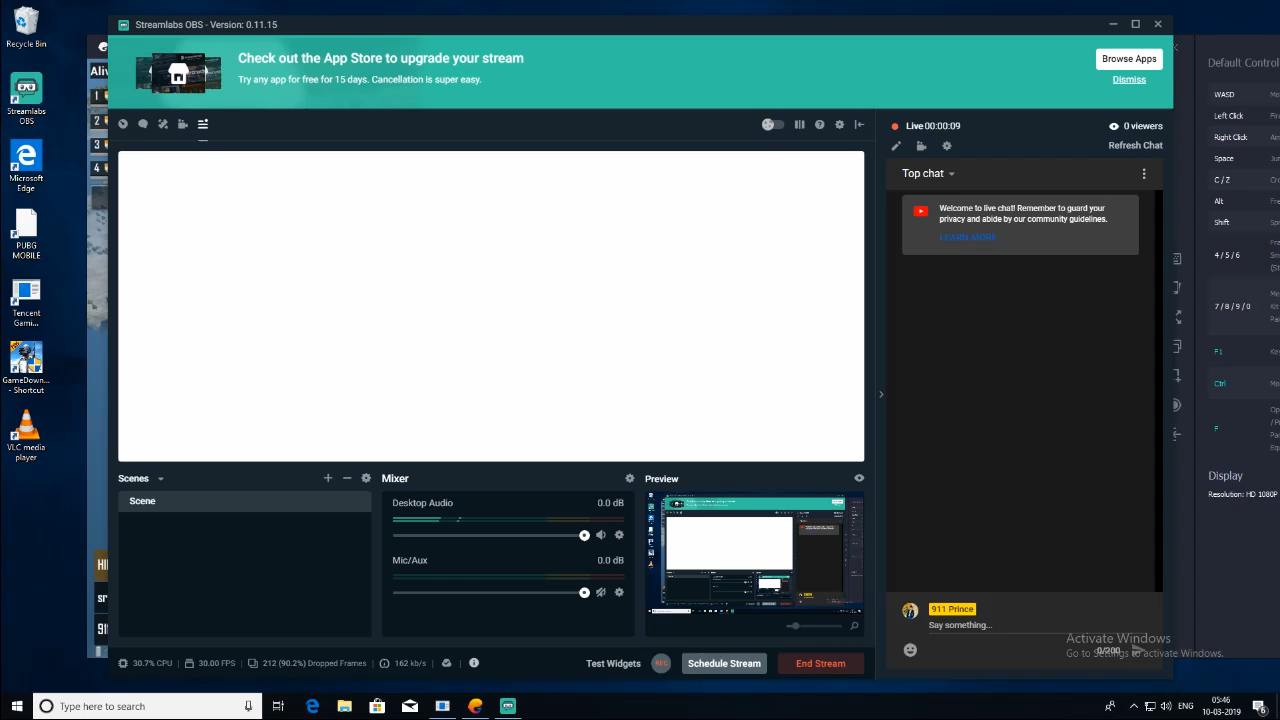 Streamlabs OBS - Version: 0.11.15
Check out the App Store to upgrade your stream
Try any app for free for 15 days. Cancellation is super easy.
Browse Apps
Dismiss
Recycle Bin
Streamlabs
OBS
Microsoft
Edge
PUBG
MOBILE
Tencent
Gami...
GameDown...
- Shortcut
VLC media
player
1
2
3
4
Live 00:00:09
0 viewers
Refresh Chat
Top chat
Welcome to live chat! Remember to guard your
privacy and abide by our community guidelines.
LEARN MORE
Default Control
WASD
Left Click
Right Click
Space
C / Z
Alt
Shift
4 / 5 / 6
7 / 8 / 9 / 0
F1
Ctrl
F
Display
Resolution: HD
Scenes
Scene
Mixer
Desktop Audio
0.0 dB
Mic/Aux
0.0 dB
Preview
911 Prince
Say something...
0/200
Activate Windows
Go to Settings to activate Windows.
30.7% CPU
30.00 FPS
212 (90.2%) Dropped Frames
162 kb/s
Test Widgets
REC
Schedule Stream
End Stream
Type here to search
ENG
05:46
10-08-2019
6